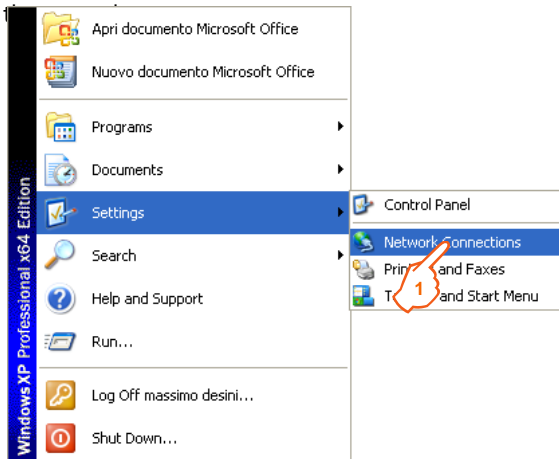 Apri documento Microsoft Office
Nuovo documento Microsoft Office
Programs
Documents
Settings
Search
Help and Support
Run...
Log Off massimo desini...
Shut Down...
Windows XP Professional x64 Edition
Control Panel
Network Connections
and Faxes
and Start Menu
1